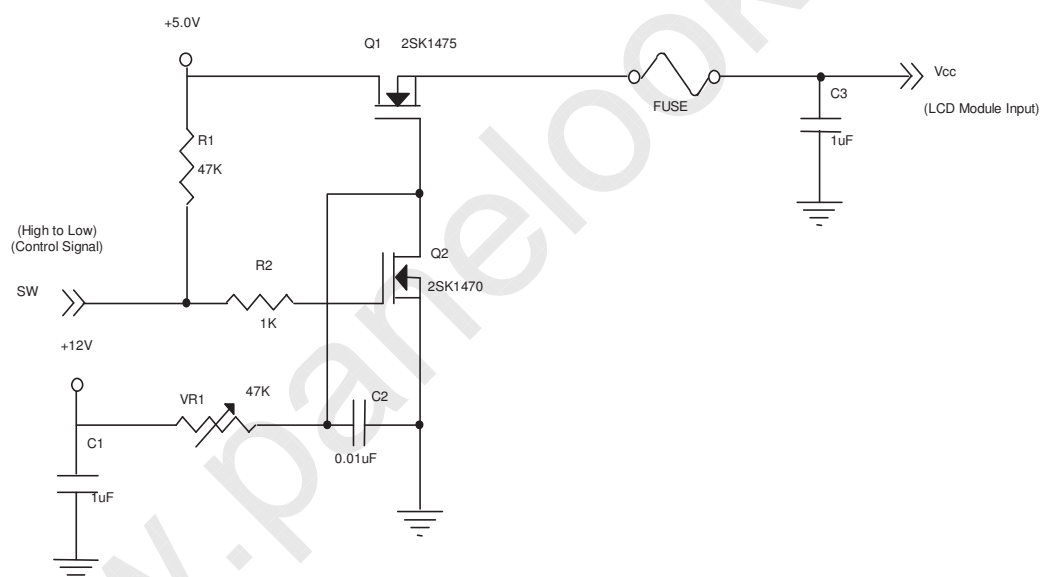 +5.0V
Q1 2SK1475
Vcc
FUSE
C3
(LCD Module Input)
R1
1uF
47K
(High to Low)
(Control Signal)
Q2
R2
SW
2SK1470
1K
+12V
VR1
47K
C2
C1
0.01uF
1uF
w.panelook